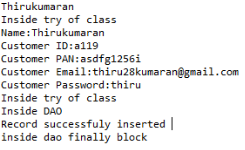 Thirukumaran
Inside try of class
Name:Thirukumaran
Customer ID:a119
Customer PAN:asdfg1256i
Customer Email:thiru28kumaran@gmail.com
Customer Password:thiru
Inside try of class
Inside DAO
Record successfuly inserted
inside dao finally block